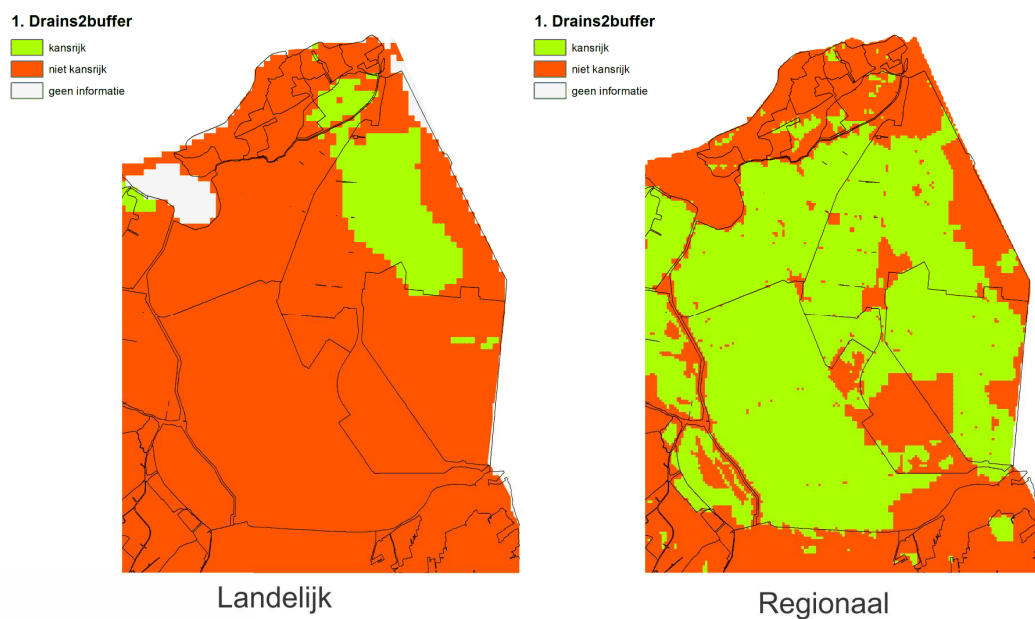 1. Drains2buffer
kansrijk
niet kansrijk
geen informatie
Landelijk
1. Drains2buffer
kansrijk
niet kansrijk
geen informatie
Regionaal